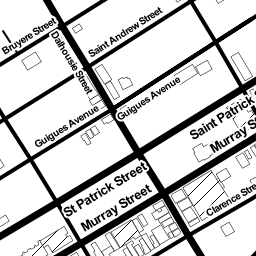 Bruyere Street
Saint Andrew Street
Dalhousie Street
Guigues Avenue
Guigues Avenue
Saint Patrick
Murray
St Patrick Street
Murray Street
Clarence